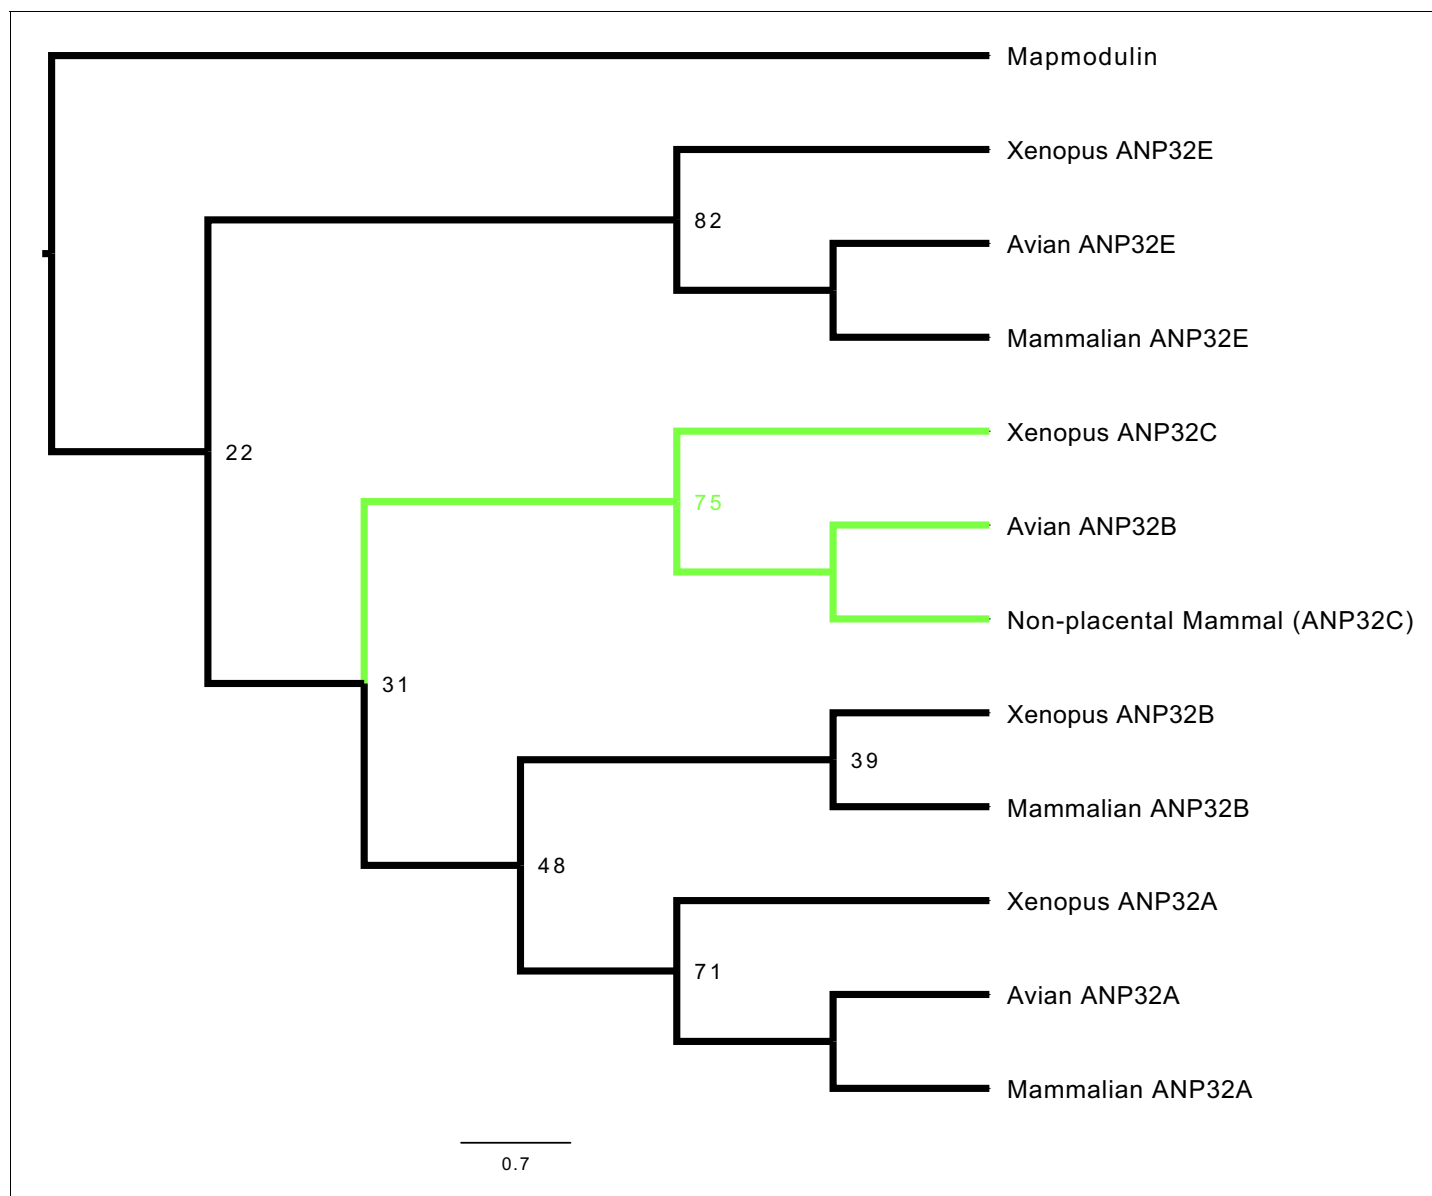 Mapmodulin
Xenopus ANP32E
82
Avian ANP32E
Mammalian ANP32E
Xenopus ANP32C
22
75
Avian ANP32B
Non-placental Mammal (ANP32C)
31
Xenopus ANP32B
39
Mammalian ANP32B
48
Xenopus ANP32A
71
Avian ANP32A
Mammalian ANP32A
0.7